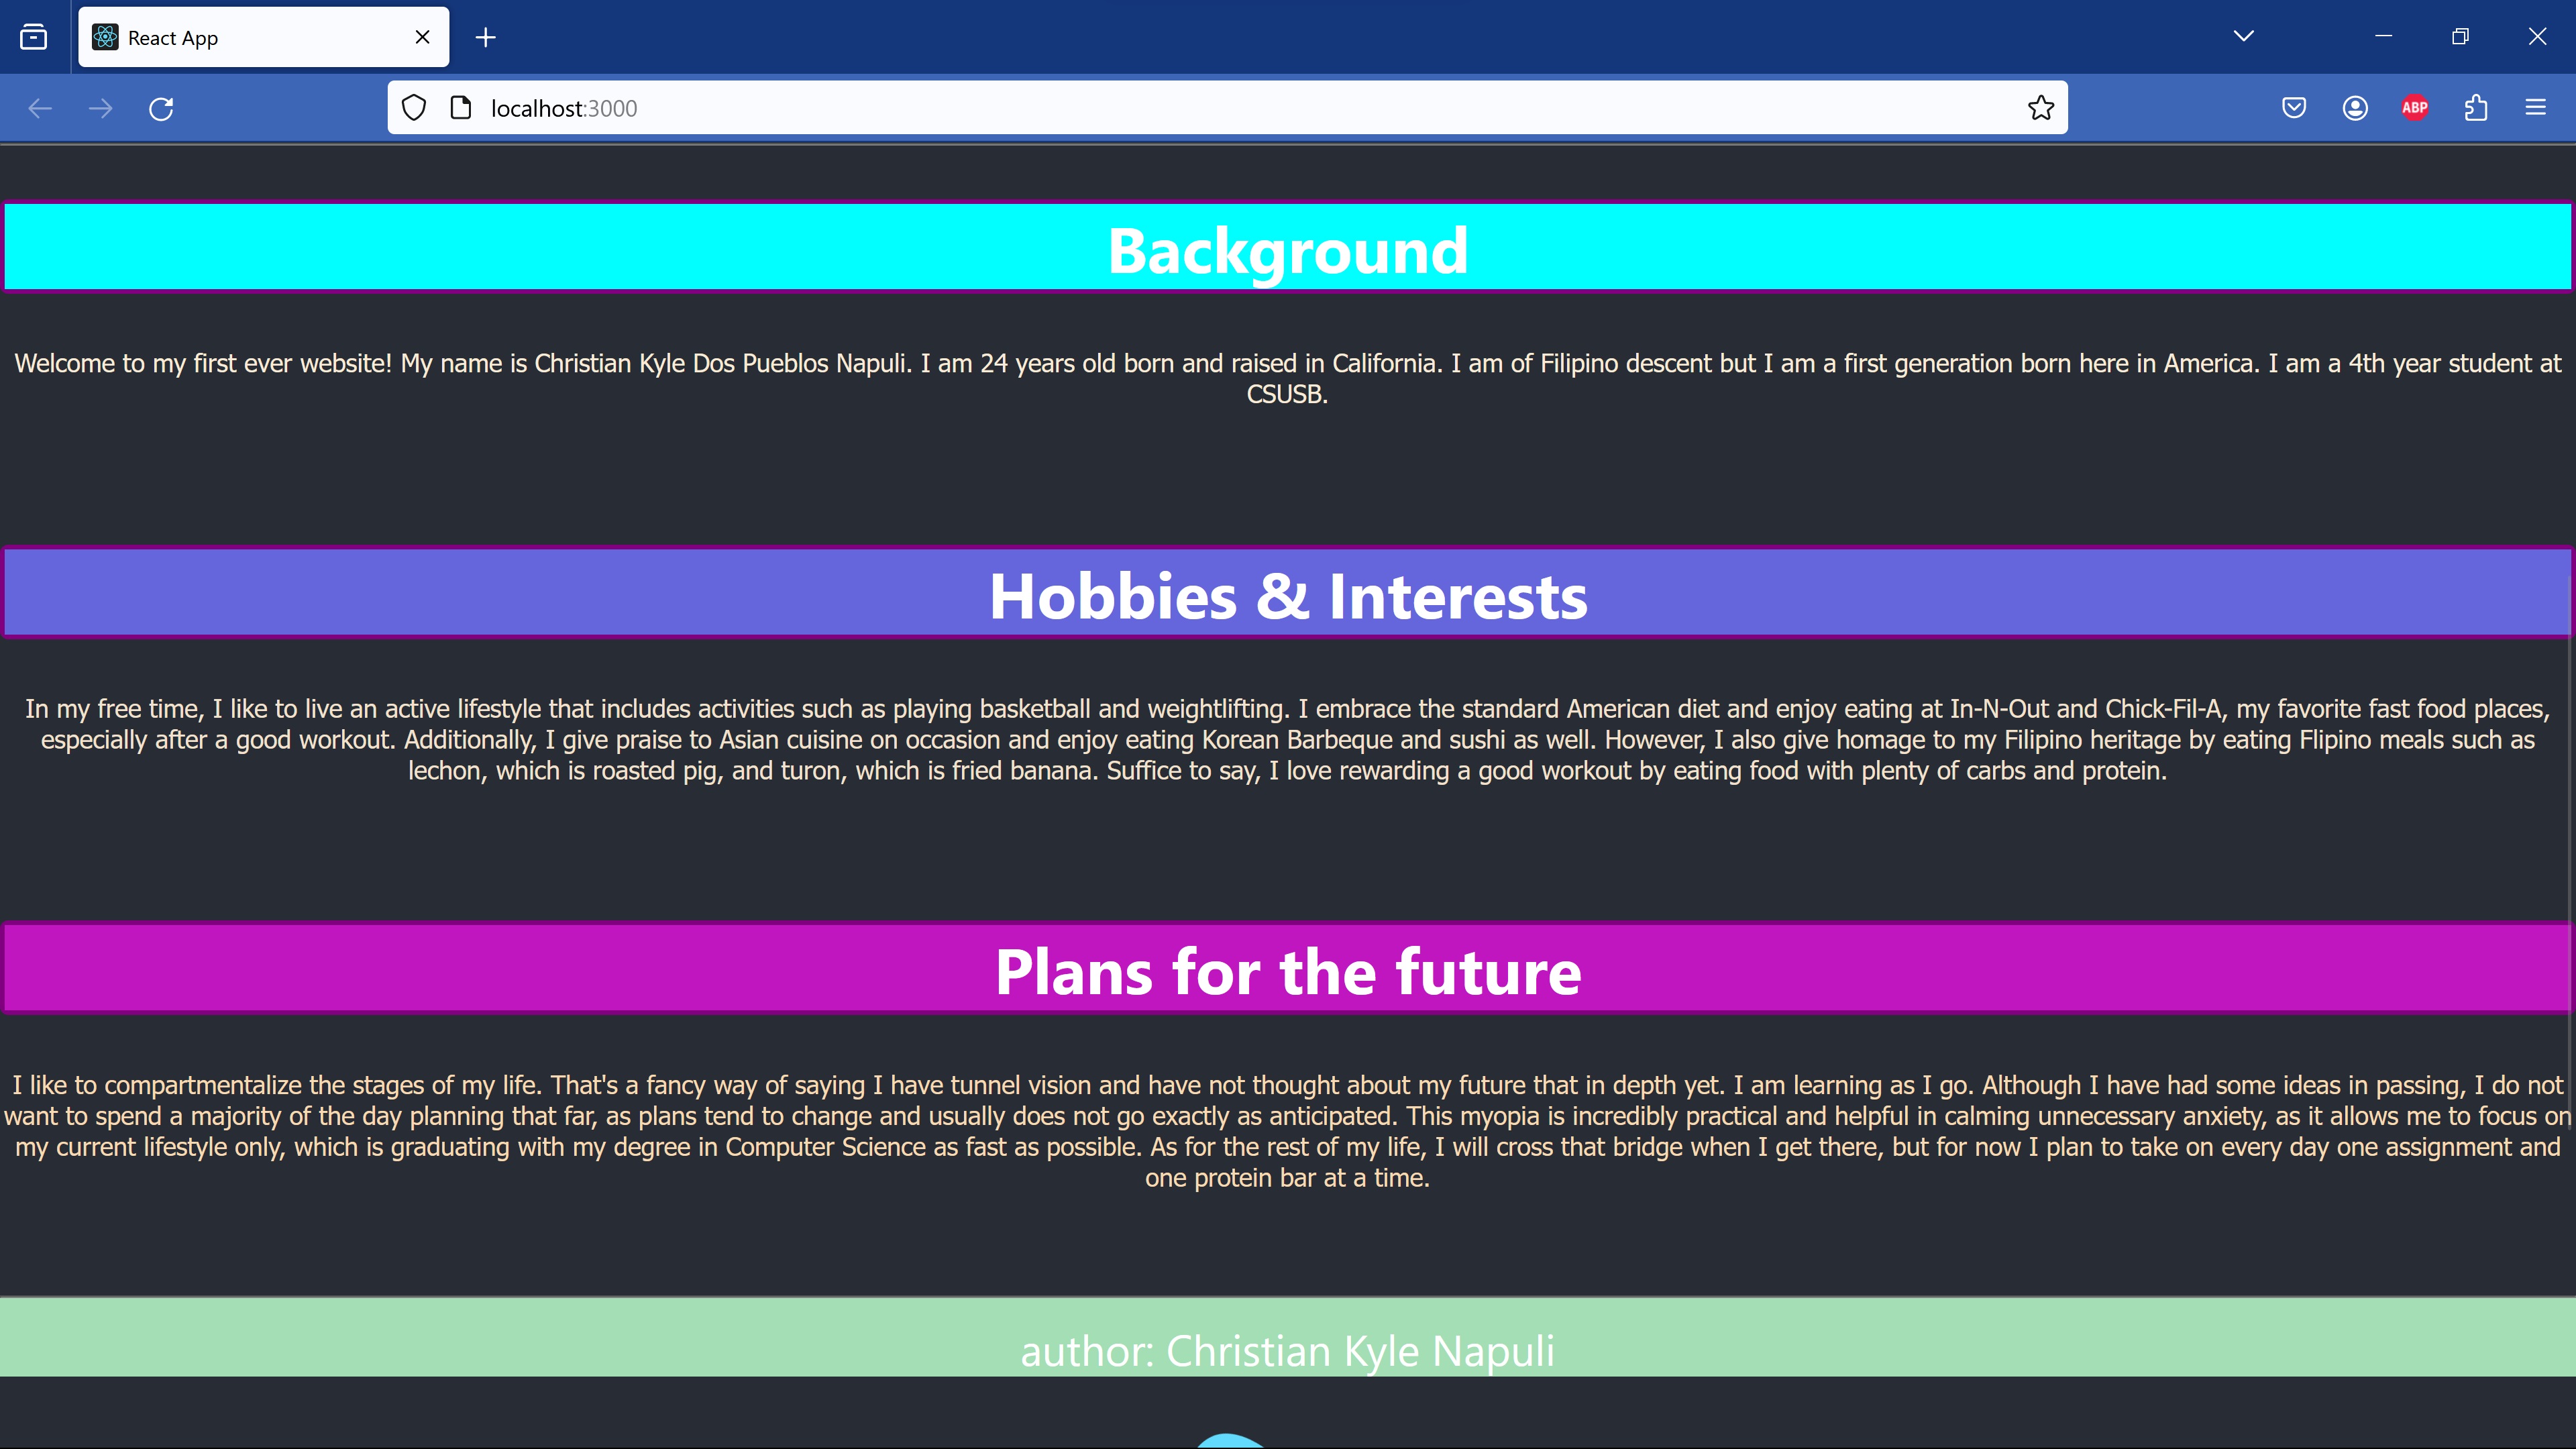 React App
localhost:3000
ABP
Background
Welcome to my first ever website! My name is Christian Kyle Dos Pueblos Napuli. I am 24 years old born and raised in California. I am of Filipino descent but I am a first generation born here in America. I am a 4th year student at
CSUSB.
Hobbies & Interests
In my free time, I like to live an active lifestyle that includes activities such as playing basketball and weightlifting. I embrace the standard American diet and enjoy eating at In-N-Out and Chick-Fil-A, my favorite fast food places,
especially after a good workout. Additionally, I give praise to Asian cuisine on occasion and enjoy eating Korean Barbeque and sushi as well. However, I also give homage to my Filipino heritage by eating Flipino meals such as
lechon, which is roasted pig, and turon, which is fried banana. Suffice to say, I love rewarding a good workout by eating food with plenty of carbs and protein.
Plans for the future
I like to compartmentalize the stages of my life. That's a fancy way of saying I have tunnel vision and have not thought about my future that in depth yet. I am learning as I go. Although I have had some ideas in passing, I do not
want to spend a majority of the day planning that far, as plans tend to change and usually does not go exactly as anticipated. This myopia is incredibly practical and helpful in calming unnecessary anxiety, as it allows me to focus on
my current lifestyle only, which is graduating with my degree in Computer Science as fast as possible. As for the rest of my life, I will cross that bridge when I get there, but for now I plan to take on every day one assignment and
one protein bar at a time.
author: Christian Kyle Napuli